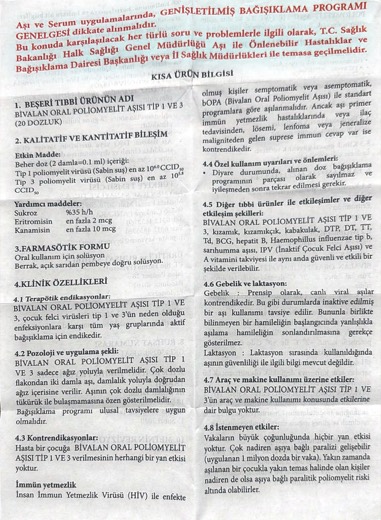 Aşı ve Serum uygulamalarında, GENİŞLETİLMİŞ BAĞIŞIKLAMA PROGRAMI
GENELGESİ dikkate alınmalıdır.
Bu konuda karşılaşılacak her türlü soru ve problemlerle ilgili olarak, T.C. Sağlık
Bakanlığı Halk Sağlığı Genel Müdürlüğü Aşı ile Önlenebilir Hastalıklar ve
Bağışıklama Dairesi Başkanlığı veya İl Sağlık Müdürlükleri ile temasa geçilmelidir.
KISA ÜRÜN BİLGİSİ
1. BEŞERİ TIBBİ ÜRÜNÜN ADI
BİVALAN ORAL POLİOMYELİT AŞISI TİP 1 VE 3
(20 DOZLUK)
2. KALİTATİF VE KANTİTATİF BİLEŞİM
Etkin Madde:
Beher doz (2 damla=0.1 ml) içeriği:
Tip 1 poliomyelit virüsü (Sabin suş) en az
Tip 3 poliomyelit virüsü (Sabin suş) en az
Yardımcı maddeler:
Sukroz %35 h/h
Eritromisin en fazla 2 mcg
Kanamisin en fazla 10 mcg
3.FARMASÖTİK FORMU
Oral kullanım için solüsyon
Berrak, açık sarıdan pembeye doğru solüsyon.
4.KLİNİK ÖZELLİKLERİ
4.1 Terapötik endikasyonlar:
BİVALAN ORAL POLİOMYELİT AŞISI TİP 1 VE
3, çocuk felci virüsleri tip 1 ve 3'ün neden olduğu
enfeksiyonlara karşı tüm yaş gruplarında aktif
bağışıklama için endikedir.
4.2 Pozoloji ve uygulama şekli:
BİVALAN ORAL POLİOMYELİT AŞISI TİP 1
VE 3 sadece ağız yoluyla verilmelidir. Çok dozlu
flakondan iki damla aşı, damlalık yoluyla doğrudan
ağız içerisine verilir. Aşının çok dozlu damlalığının
tükürük ile bulaşmamasına özen gösterilmelidir.
Bağışıklama programı ulusal tavsiyelere uygun
olmalıdır.
4.3 Kontrendikasyonlar:
Hasta bir çocuğa BİVALAN ORAL POLİOMYELİT
AŞISI TİP 1 VE 3 verilmesinin herhangi bir yan etkisi
yoktur.
İmmün yetmezlik
İnsan İmmun Yetmezlik Virüsü (HİV) ile enfekte
olmuş kişiler semptomatik veya asemptomatik,
bOPA (Bivalan Oral Poliomyelit Aşısı) ile standart
programlara göre aşılanmalıdır. Ancak aşı primer
immün yetmezlik hastalıklarında veya ilaç
tedavisinden, lösemi, lenfoma veya jeneralize
maligniteden gelen suprese immun cevap var ise
kontrendikedir.
4.4 Özel kullanım uyarıları ve önlemleri:
• Diyare durumunda, alınan doz bağışıklama
programının parçası olarak sayılmaz ve
iyileşmeden sonra tekrar edilmesi gerekir.
4.5 Diğer tıbbi ürünler ile etkileşimler ve diğer
etkileşim şekilleri:
BİVALAN ORAL POLİOMYELİT AŞISI TİP 1 VE
3, kızamık, kızamıkçık, kabakulak, DTP, DT, TT,
Td, BCG, hepatit B, Haemophilus influenzae tip b,
sarıhumma aşısı, IPV (İnaktif Çocuk Felci Aşısı) ve
A vitamini takviyesi ile aynı anda güvenli ve etkili bir
şekilde verilebilir.
4.6 Gebelik ve laktasyon:
Gebelik : Prensip olarak, canlı viral aşılar
kontrendikedir. Bu gibi durumlarda inaktive edilmiş
bir aşı kullanımı tavsiye edilir. Bununla birlikte
bilinmeyen bir hamileliğin başlangıcında yanlışlıkla
aşılama hamileliğin sonlandırılmasına gerekçe
gösterilmez.
Laktasyon : Laktasyon sırasında kullanıldığında
aşının güvenliliği ile ilgili bilgi mevcut değildir.
4.7 Araç ve makine kullanımı üzerine etkiler:
BİVALAN ORAL POLİOMYELİT AŞISI TİP 1 VE
3'ün araç ve makine kullanımı konusunda etkilerine
dair bulgu yoktur.
4.8 İstenmeyen etkiler:
Vakaların büyük çoğunluğunda hiçbir yan etkisi
yoktur. Çok nadiren aşıya bağlı paralizi gelişebilir
(uygulanan 1 milyon dozda bir vaka). Yakın zamanda
aşılanan bir çocukla yakın temas halinde olan kişiler
nadiren de olsa aşıya bağlı paralitik poliomyelit riski
altında olabilirler.